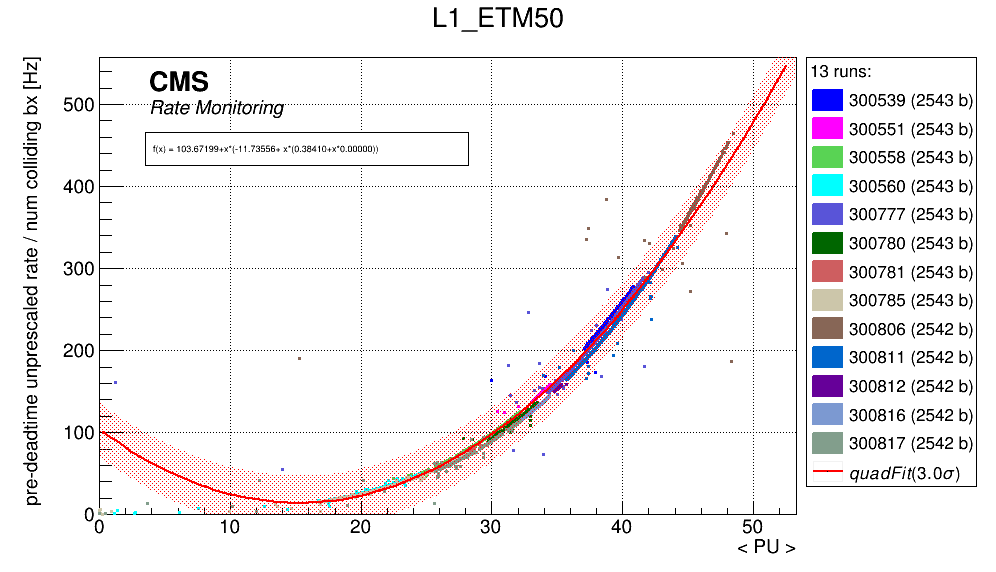 L1_ETM50
pre-deadtime unprescaled rate / num colliding bx [Hz]
CMS
Rate Monitoring
f(x) = 103.67199+x*(-11.73556+ x*(0.38410+x*0.00000))
500
400
300
200
100
0
0 10 20 30 40 50
< PU >
13 runs:
300539 (2543 b)
300551 (2543 b)
300558 (2543 b)
300560 (2543 b)
300777 (2543 b)
300780 (2543 b)
300781 (2543 b)
300785 (2543 b)
300806 (2542 b)
300811 (2542 b)
300812 (2542 b)
300816 (2542 b)
300817 (2542 b)
quadFit(3.0σ)